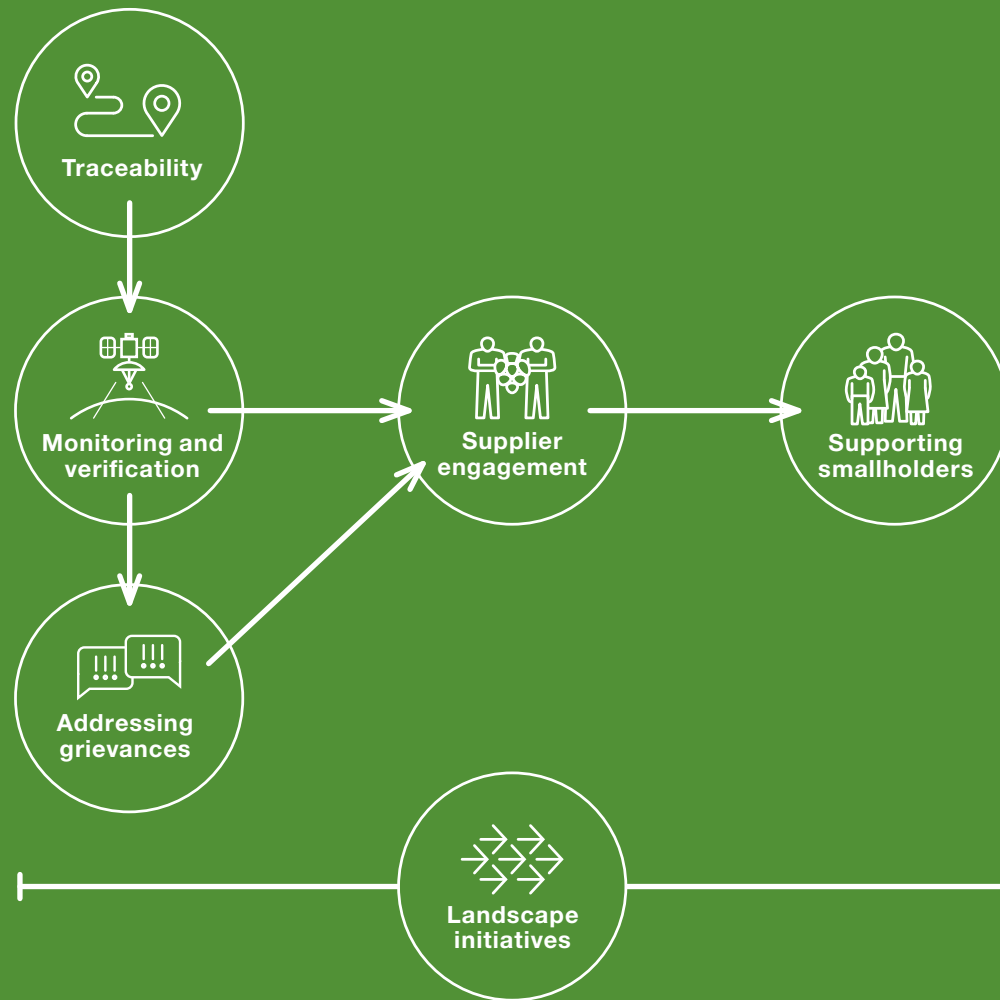 Traceability
Monitoring and
verification
Supplier
engagement
Supporting
smallholders
Addressing
grievances
Landscape
initiatives